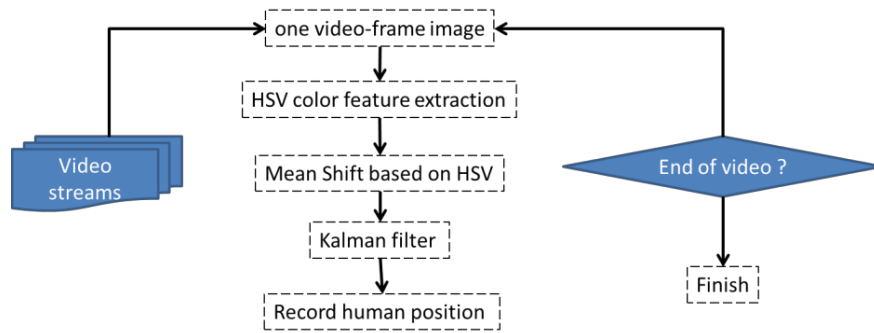 one video-frame image
HSV color feature extraction
Video
streams
Mean Shift based on HSV
End of video ?
Kalman filter
Finish
Record human position